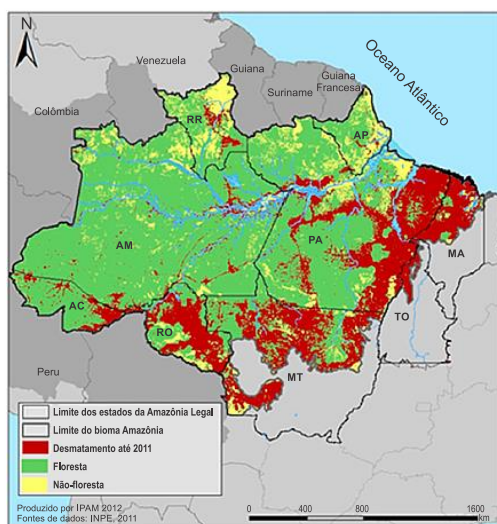 N
Oceano Atlântico
Venezuela
Guiana
Suriname
Guiana
Francesa
Colômbia
RR
AP
AM
PA
MA
AC
TO
RO
MT
Peru
Limite dos estados da Amazônia Legal
Limite do bioma Amazônia
Desmatamento até 2011
Floresta
Não-floresta
Produzido por IPAM 2012
Fontes de dados: INPE, 2011
0 400 800 1600
km